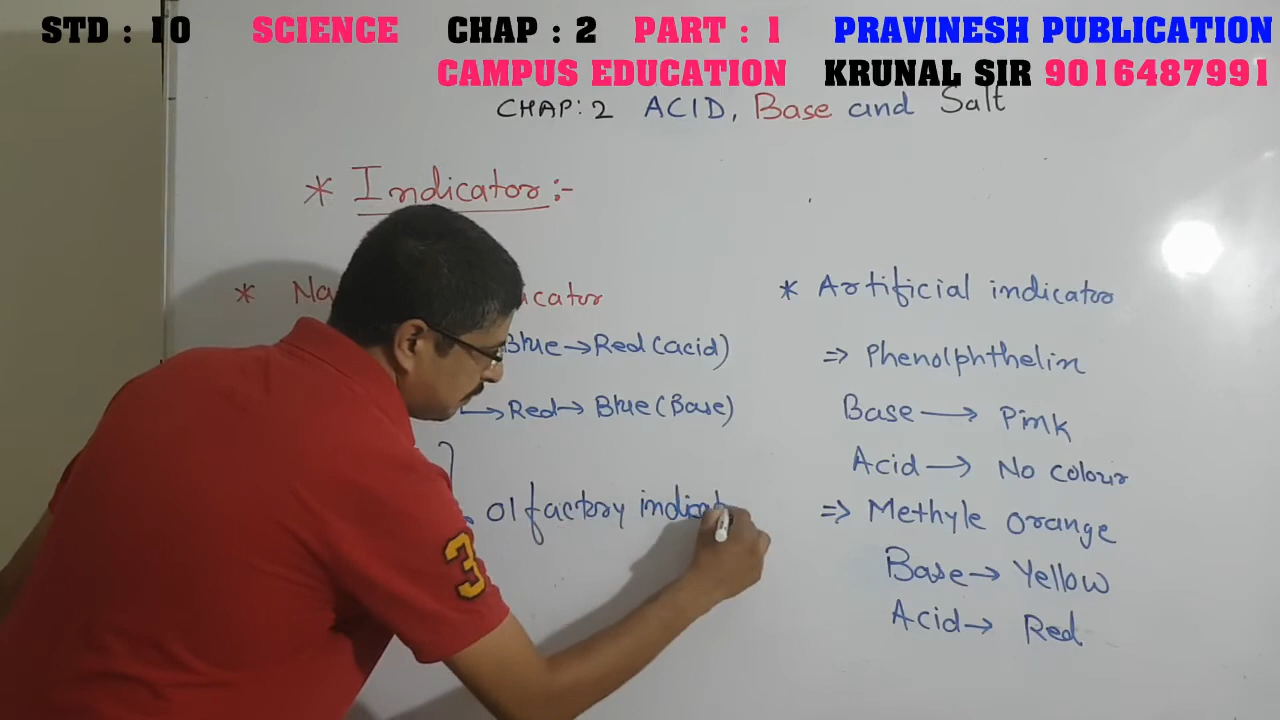 STD : 10 SCIENCE CHAP : 2 PART : 1 PRAVINESH PUBLICATION
CAMPUS EDUCATION KRUNAL SIR 9016487991
CHAP: 2 ACID, Base and Salt
* Indicator :-
* Na icator
Blue → Red (acid)
→ Red → Blue (Base)
olfactory indicat
* Artificial indicator
⇒ Phenolphthelin
Base → Pink
Acid → No colour
⇒ Methyle orange
Base → Yellow
Acid → Red
3